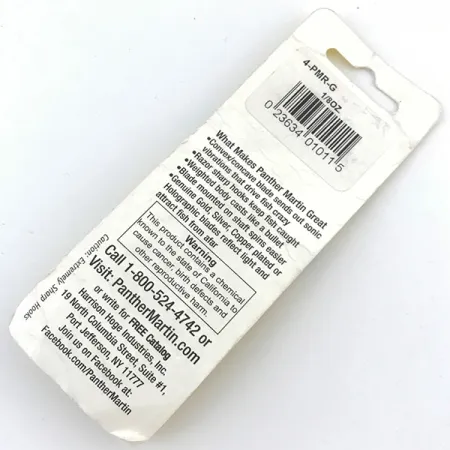 4-PMR-G
1/8OZ
0 23634 01011 5
What Makes Panther Martin Great
•Convex/concave blade sends out sonic
vibrations that drive fish crazy
•Razor sharp hooks keep fish caught
•Weighted body casts like a bullet
•Blade mounted on shaft spins easier
•Genuine Gold, Silver, Copper plated or
Holographic blades reflect light and
attract fish from afar
Warning
This product contains a chemical
known to the state of California to
cause cancer, birth defects and
other reproductive harm.
Call 1-800-524-4742 or
Visit: PantherMartin.com
or write for FREE Catalog
Harrison Hoge Industries, Inc.
19 North Columbia Street, Suite #1,
Port Jefferson, NY 11777
Join us on Facebook at:
Facebook.com/PantherMartin
Caution: Extremely Sharp Hooks